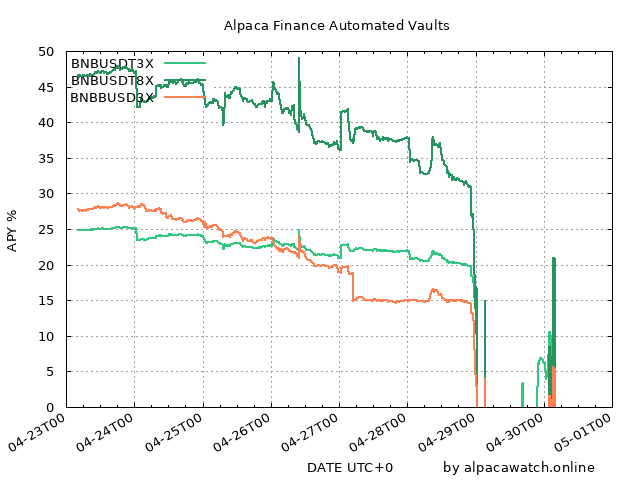 Alpaca Finance Automated Vaults
50
45
40
35
30
25
20
15
10
5
0
APY %
BNBUSDT3X
BNBUSDT8X
BNBBUSD3X
04-23T00
04-24T00
04-25T00
04-26T00
04-27T00
04-28T00
04-29T00
04-30T00
05-01T00
DATE UTC+0
by alpacawatch.online